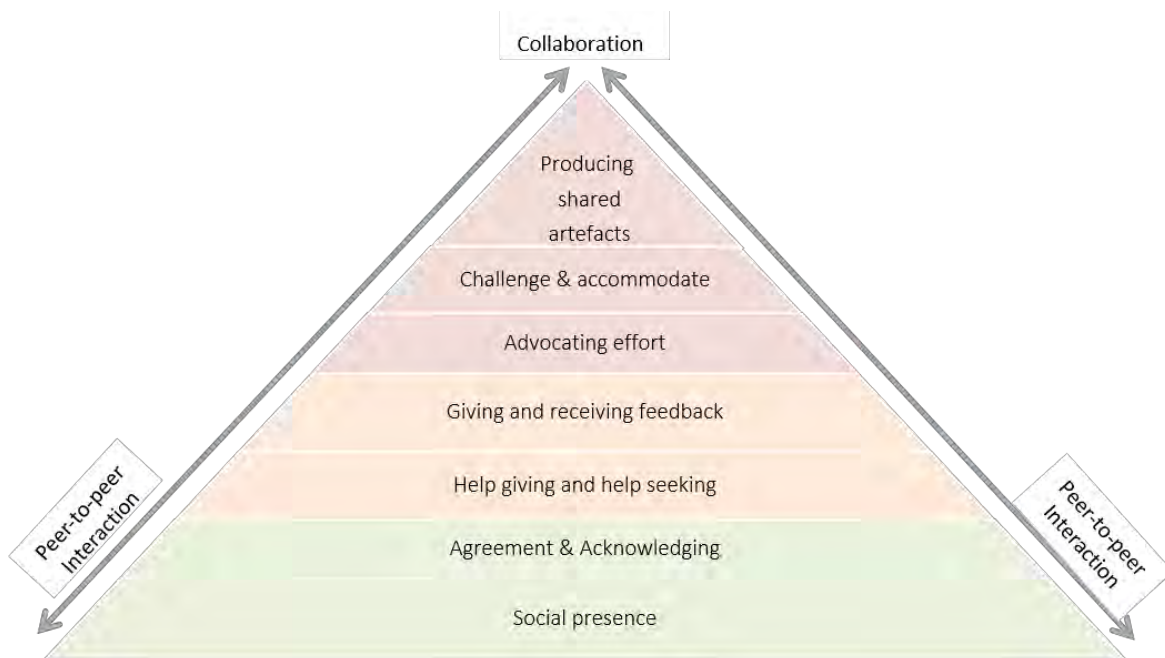 Collaboration
Producing
shared
artefacts
Challenge & accommodate
Advocating effort
Giving and receiving feedback
Help giving and help seeking
Agreement & Acknowledging
Social presence
Peer-to-peer
Interaction
Peer-to-peer
Interaction